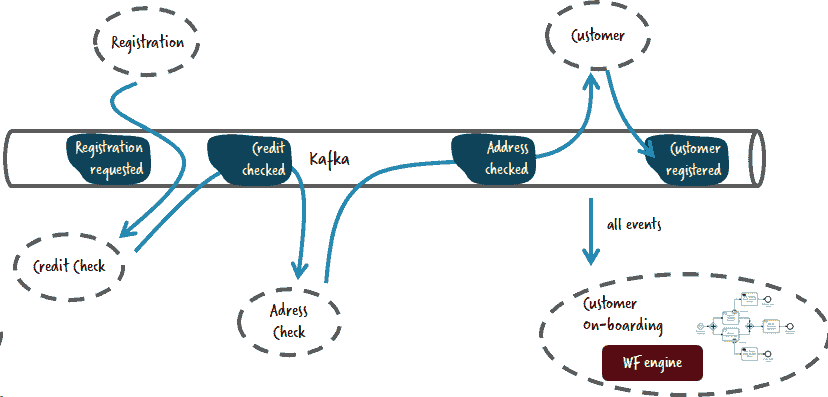 Registration
Customer
Registration
requested
Credit
checked
Kafka
Address
checked
Customer
registered
all events
Credit Check
Adress
Check
Customer
On-boarding
WF engine